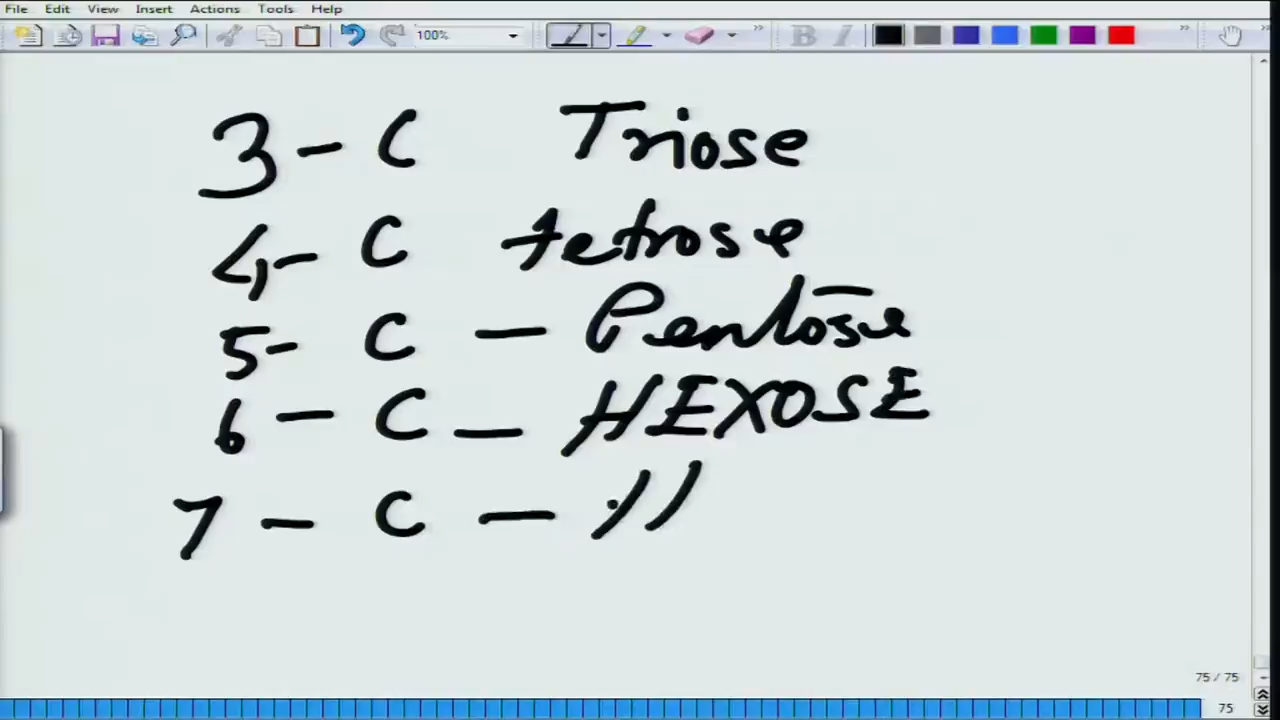 File Edit View Insert Actions Tools Help
100%
3 - C Triose
4 - C tetrose
5 - C — Pentose
6 - C — HEXOSE
7 - C — 
75 / 75
75